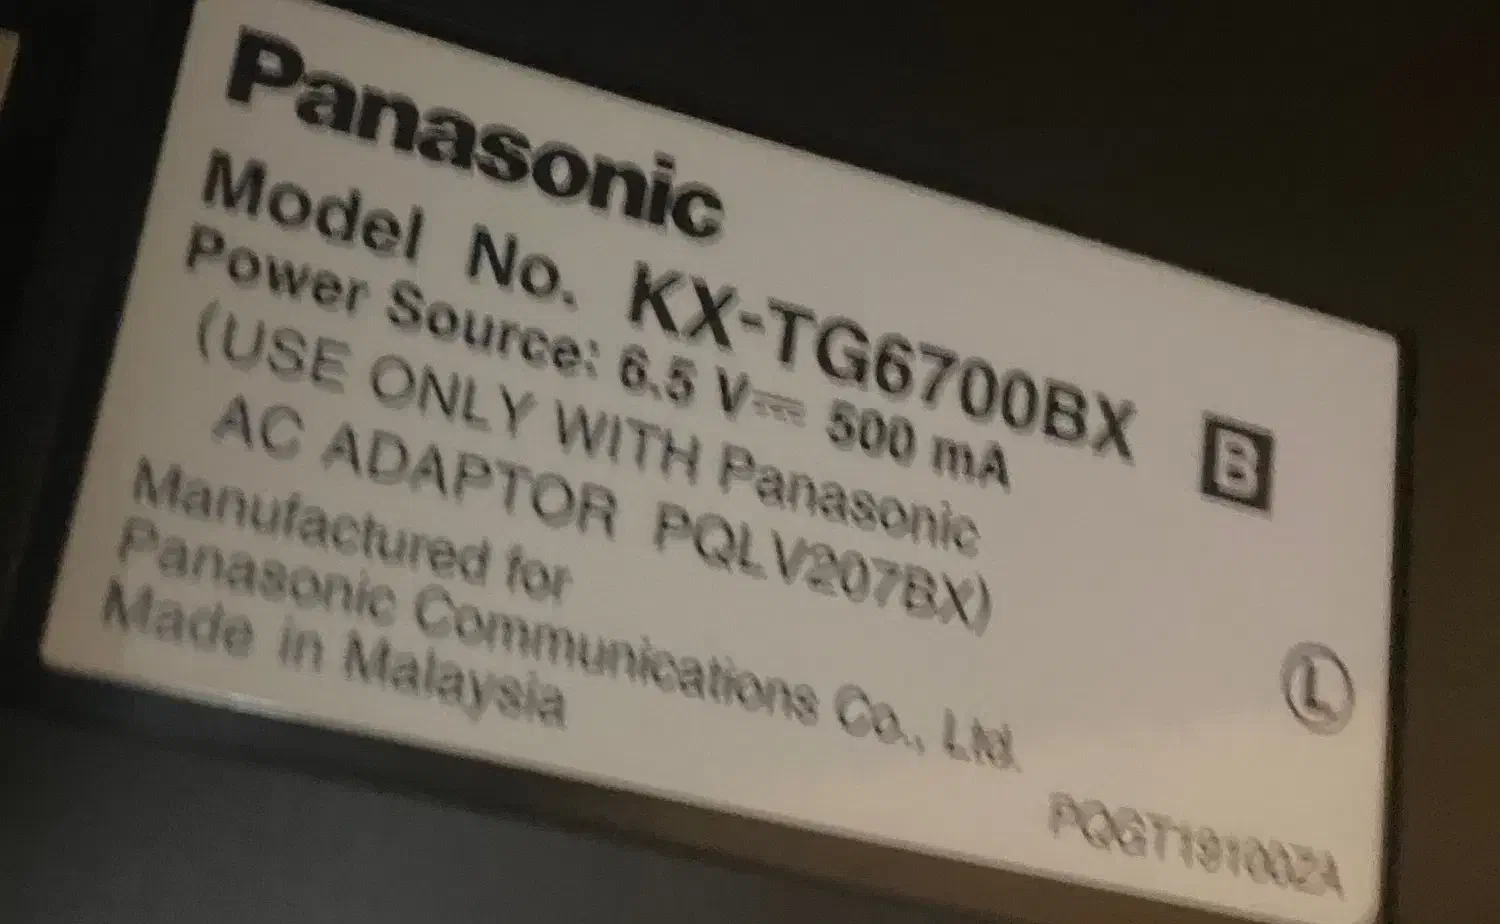 Panasonic
Model No. KX-TG6700BX B
Power Source: 6.5 V⎓ 500 mA
(USE ONLY WITH Panasonic
AC ADAPTOR PQLV207BX)
Manufactured for
Panasonic Communications Co., Ltd.
Made in Malaysia
L
PQGT19100ZA